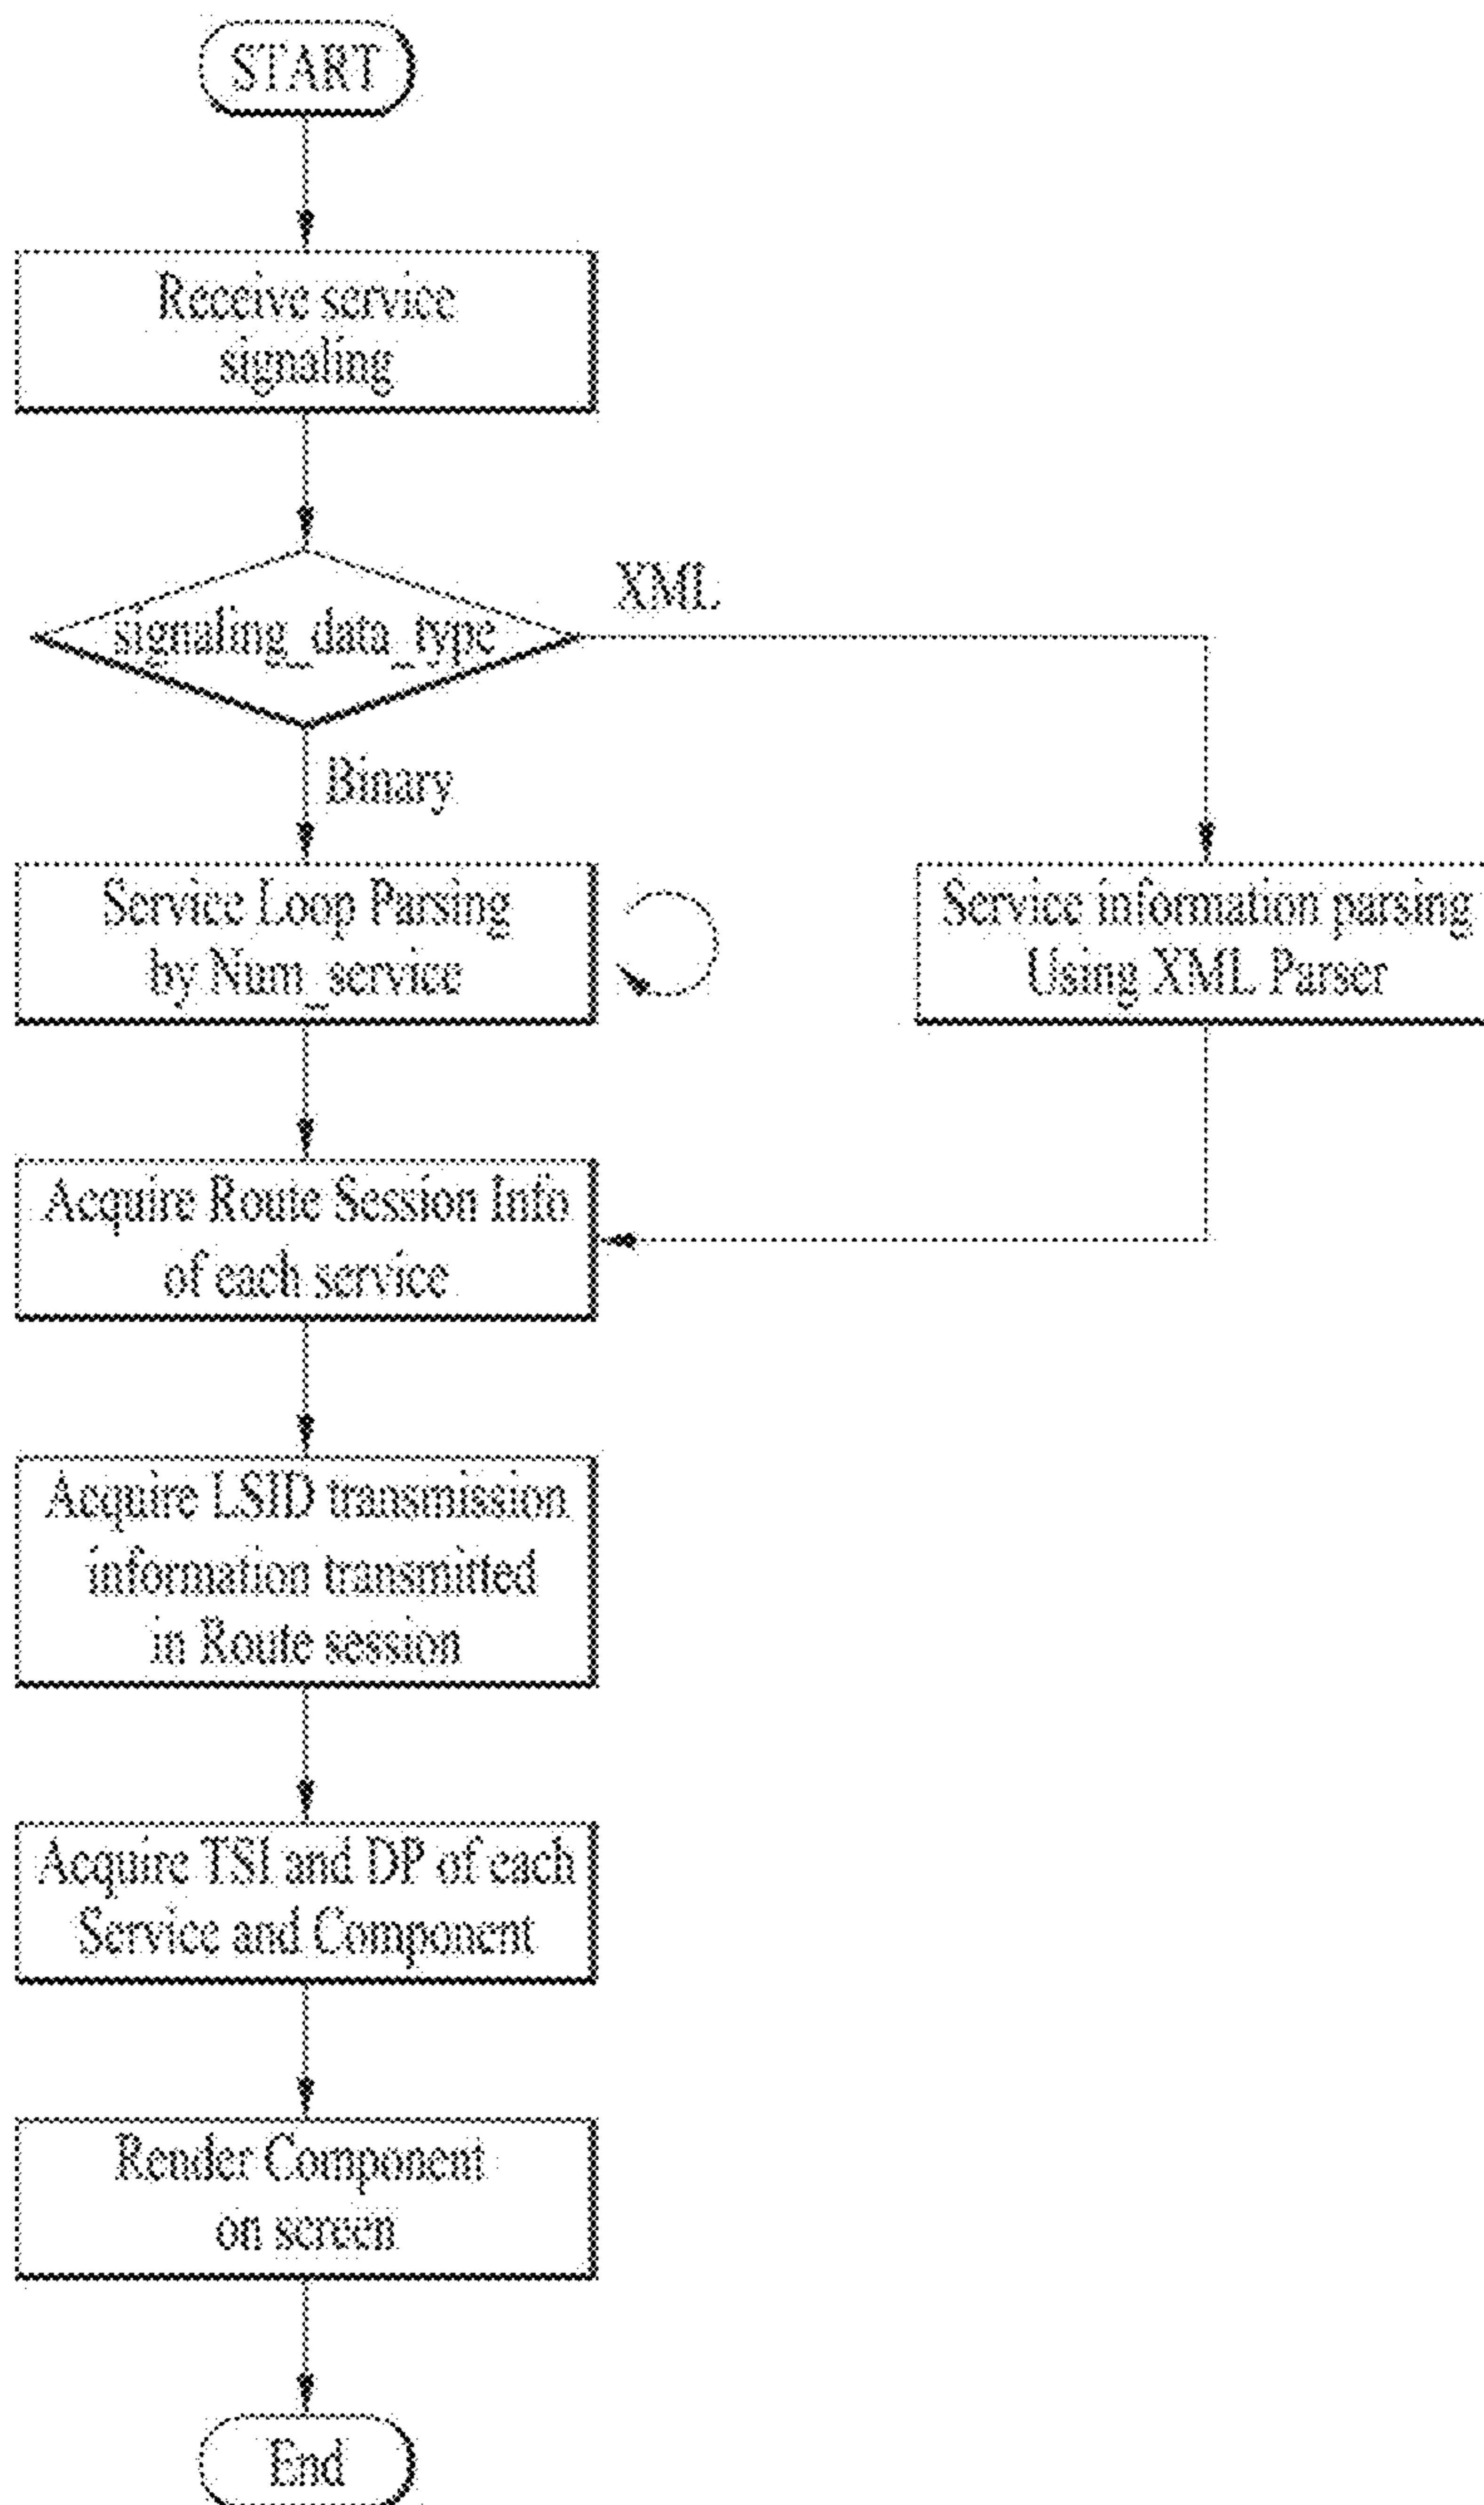 START
Receive service
signaling
XML
signaling_data_type
Binary
Service Loop Parsing
by Num_service
Service information parsing
Using XML Parser
Acquire Route Session Info
of each service
Acquire LSID transmission
information transmitted
in Route session
Acquire TSI and DP of each
Service and Component
Render Component
on screen
End